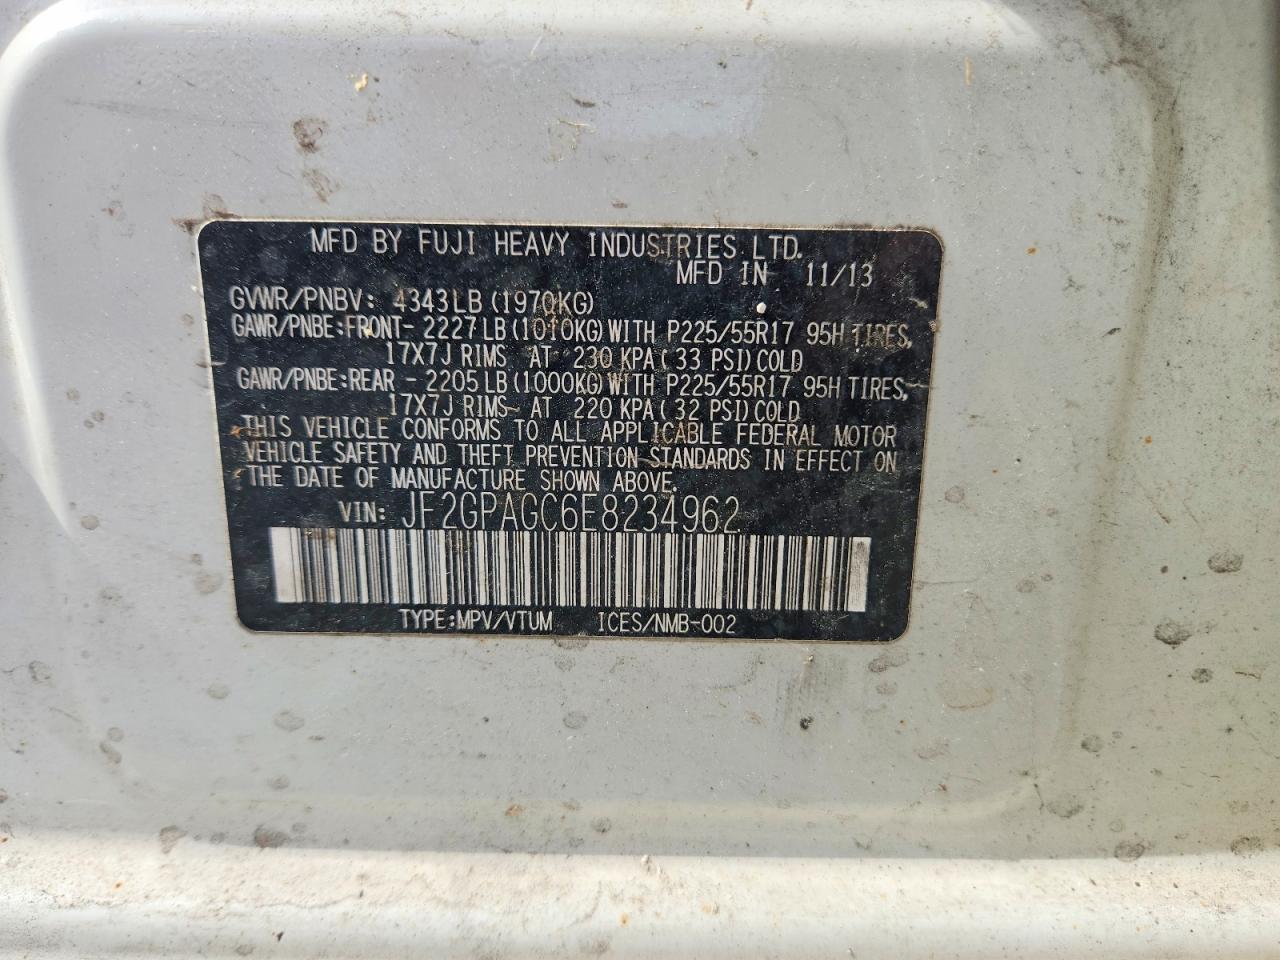 MFD BY FUJI HEAVY INDUSTRIES LTD.
MFD IN 11/13
GVWR/PNBV: 4343LB (1970KG)
GAWR/PNBE:FRONT- 2227LB(1010KG)WITH P225/55R17 95H TIRES,
17X7J RIMS AT 230 KPA(33 PSI)COLD
GAWR/PNBE:REAR - 2205LB(1000KG)WITH P225/55R17 95H TIRES,
17X7J RIMS AT 220 KPA(32 PSI)COLD
THIS VEHICLE CONFORMS TO ALL APPLICABLE FEDERAL MOTOR
VEHICLE SAFETY AND THEFT PREVENTION STANDARDS IN EFFECT ON
THE DATE OF MANUFACTURE SHOWN ABOVE.
VIN: JF2GPAGC6E8234962
TYPE:MPV/VTUM ICES/NMB-002